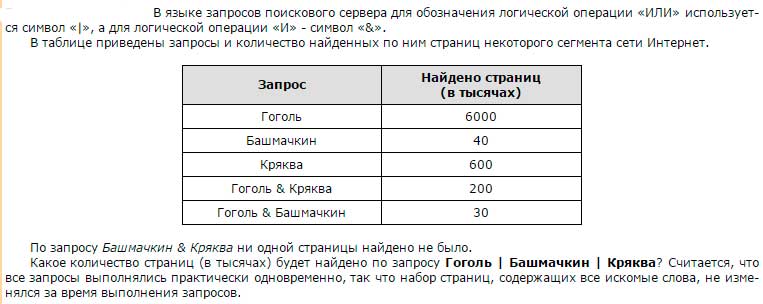 В языке запросов поискового сервера для обозначения логической операции «ИЛИ» используется
ся символ «|», а для логической операции «И» - символ «&».
В таблице приведены запросы и количество найденных по ним страниц некоторого сегмента сети Интернет.
Запрос Найдено страниц
(в тысячах)
Гоголь 6000
Башмачкин 40
Кряква 600
Гоголь & Кряква 200
Гоголь & Башмачкин 30
По запросу Башмачкин & Кряква ни одной страницы найдено не было.
Какое количество страниц (в тысячах) будет найдено по запросу Гоголь | Башмачкин | Кряква? Считается, что
все запросы выполнялись практически одновременно, так что набор страниц, содержащих все искомые слова, не изме-
нялся за время выполнения запросов.